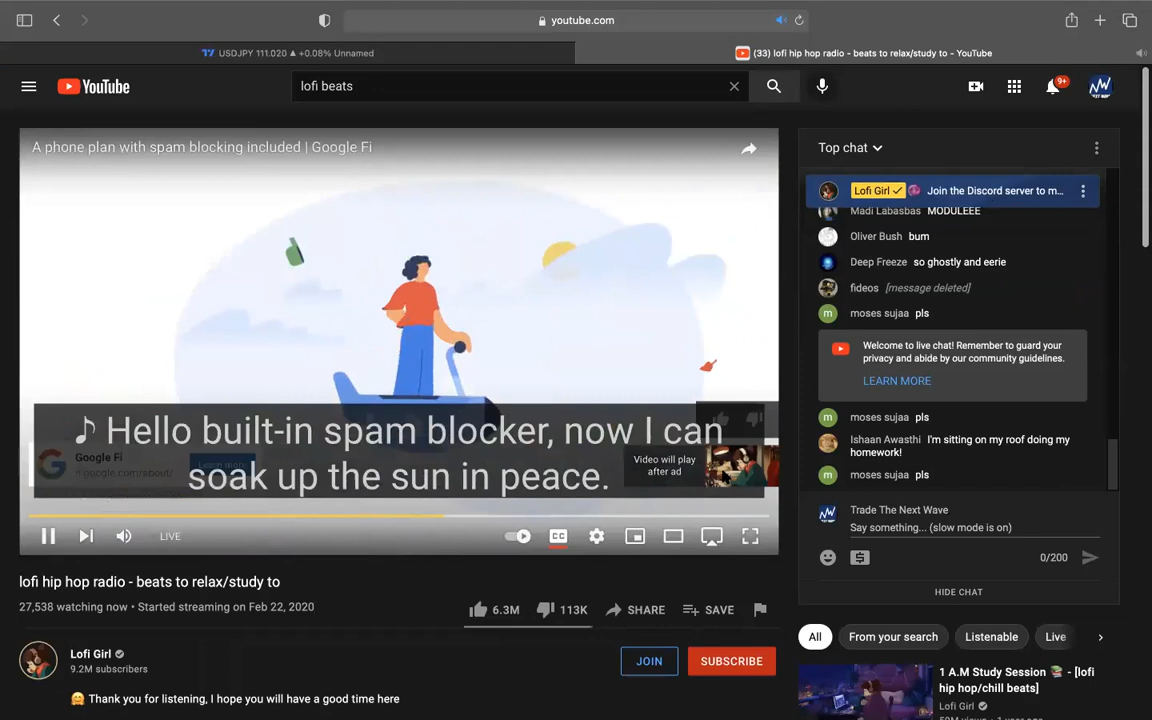 youtube.com
USDJPY 111.020 ▲ +0.08% Unnamed
(33) lofi hip hop radio - beats to relax/study to - YouTube
YouTube
lofi beats
9+
A phone plan with spam blocking included | Google Fi
♪ Hello built-in spam blocker, now I can
soak up the sun in peace.
Google Fi
google.com/about/
Learn more
Video will play
after ad
LIVE
CC
lofi hip hop radio - beats to relax/study to
27,538 watching now • Started streaming on Feb 22, 2020
6.3M
113K
SHARE
SAVE
Lofi Girl
9.2M subscribers
JOIN
SUBSCRIBE
🤗 Thank you for listening, I hope you will have a good time here
Top chat
Lofi Girl ✓ Join the Discord server to m...
Madi Labasbas MODULEEE
Oliver Bush bum
Deep Freeze so ghostly and eerie
fideos [message deleted]
m moses sujaa pls
Welcome to live chat! Remember to guard your
privacy and abide by our community guidelines.
LEARN MORE
m moses sujaa pls
Ishaan Awasthi I'm sitting on my roof doing my
homework!
m moses sujaa pls
Trade The Next Wave
Say something... (slow mode is on)
0/200
HIDE CHAT
All
From your search
Listenable
Live
1 A.M Study Session 📚 - [lofi
hip hop/chill beats]
Lofi Girl